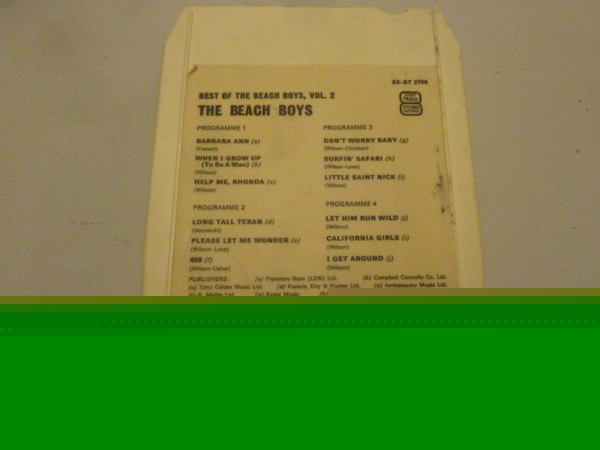 8X-ST 2706
BEST OF THE BEACH BOYS, VOL. 2
THE BEACH BOYS
TRACK
STEREO
PROGRAMME 1
BARBARA ANN (a)
WHEN I GROW UP
(To Be A Man) (b)
(Wilson)
HELP ME, RHONDA (c)
(Wilson)
PROGRAMME 2
LONG TALL TEXAN (d)
(Strzelecki)
PLEASE LET ME WONDER (e)
(Wilson-Love)
409 (f)
(Wilson-Usher)
PROGRAMME 3
DON'T WORRY BABY (g)
(Wilson-Christian)
SURFIN' SAFARI (h)
(Wilson-Love)
LITTLE SAINT NICK (i)
(Wilson)
PROGRAMME 4
LET HIM RUN WILD (j)
(Wilson)
CALIFORNIA GIRLS (i)
(Wilson)
I GET AROUND (j)
(Wilson)
PUBLISHERS: (a) Planetary Nom (LDN) Ltd. (b) Campbell Connelly Co. Ltd.
(c) Tony Calder Music Ltd. (d) Francis Day & Hunter Ltd. (e) Ambassador Music Ltd.